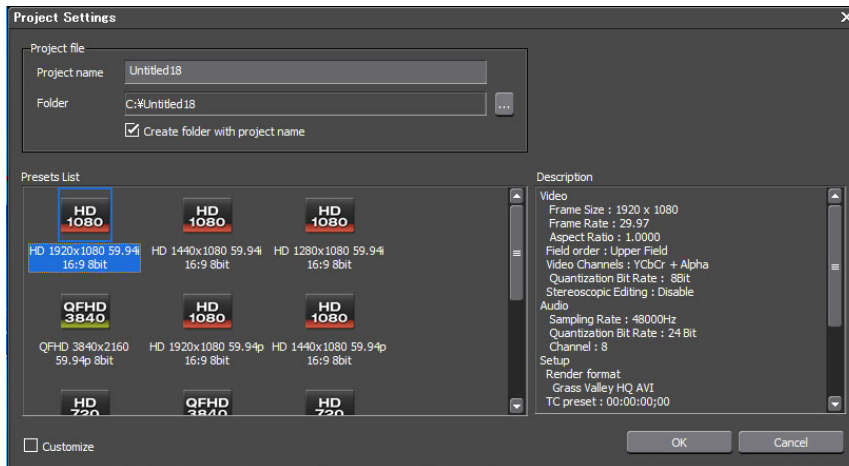 Project Settings
X
Project file
Project name
Untitled18
Folder
C:¥Untitled18
...
Create folder with project name
Presets List
HD
1080
HD 1920x1080 59.94i
16:9 8bit
HD
1080
HD 1440x1080 59.94i
16:9 8bit
HD
1080
HD 1280x1080 59.94i
16:9 8bit
QFHD
3840
QFHD 3840x2160
59.94p 8bit
HD
1080
HD 1920x1080 59.94p
16:9 8bit
HD
1080
HD 1440x1080 59.94p
16:9 8bit
HD
720
QFHD
3840
HD
720
Description
Video
Frame Size : 1920 x 1080
Frame Rate : 29.97
Aspect Ratio : 1.0000
Field order : Upper Field
Video Channels : YCbCr + Alpha
Quantization Bit Rate : 8Bit
Stereoscopic Editing : Disable
Audio
Sampling Rate : 48000Hz
Quantization Bit Rate : 24 Bit
Channel : 8
Setup
Render format
Grass Valley HQ AVI
TC preset : 00:00:00;00
Customize
OK
Cancel